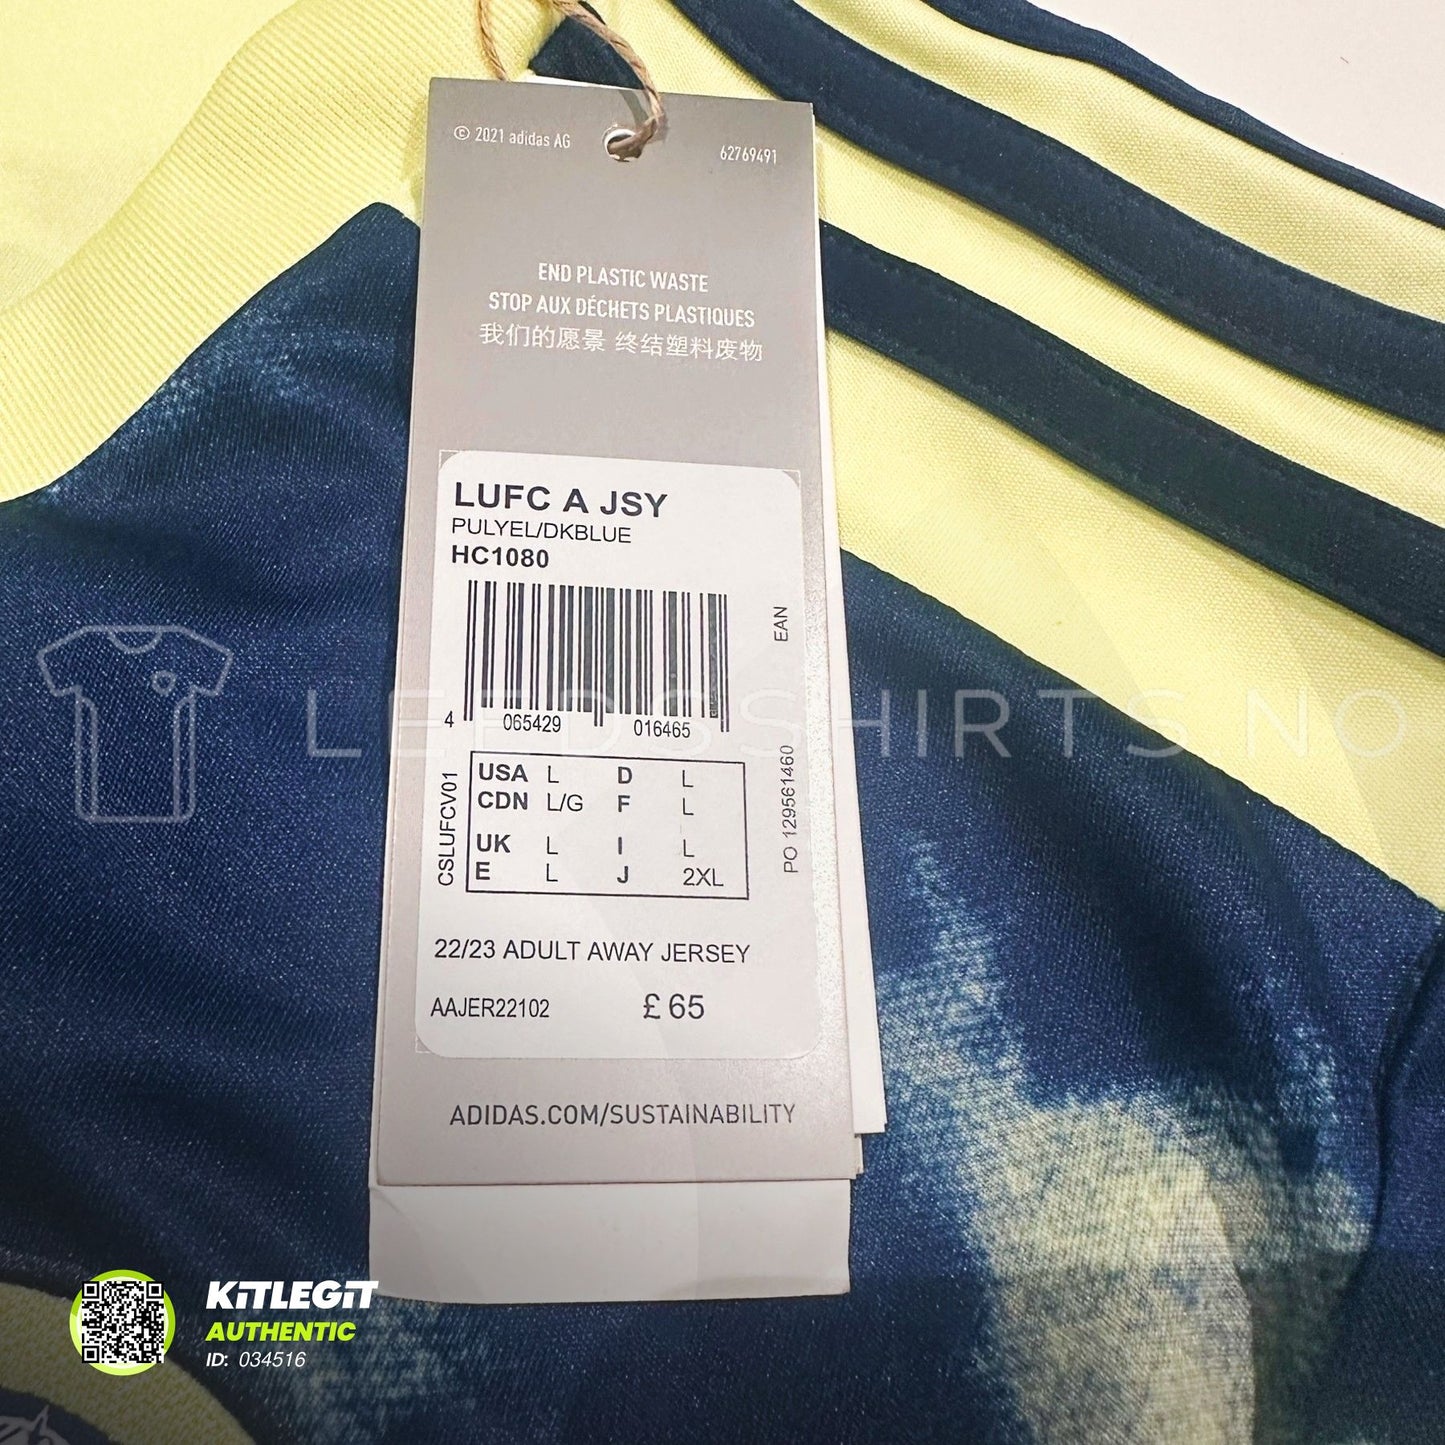 © 2021 adidas AG
62769491
END PLASTIC WASTE
STOP AUX DÉCHETS PLASTIQUES
我们的愿景 终结塑料废物
LUFC A JSY
PULYEL/DKBLUE
HC1080
EAN
4 065429 016465
LEEDSSHIRTS.NO
CSLUFCV01
PO 129561460
USA L D L
CDN L/G F L
UK L I L
E L J 2XL
22/23 ADULT AWAY JERSEY
AAJER22102 £65
ADIDAS.COM/SUSTAINABILITY
KITLEGIT
AUTHENTIC
ID: 034516